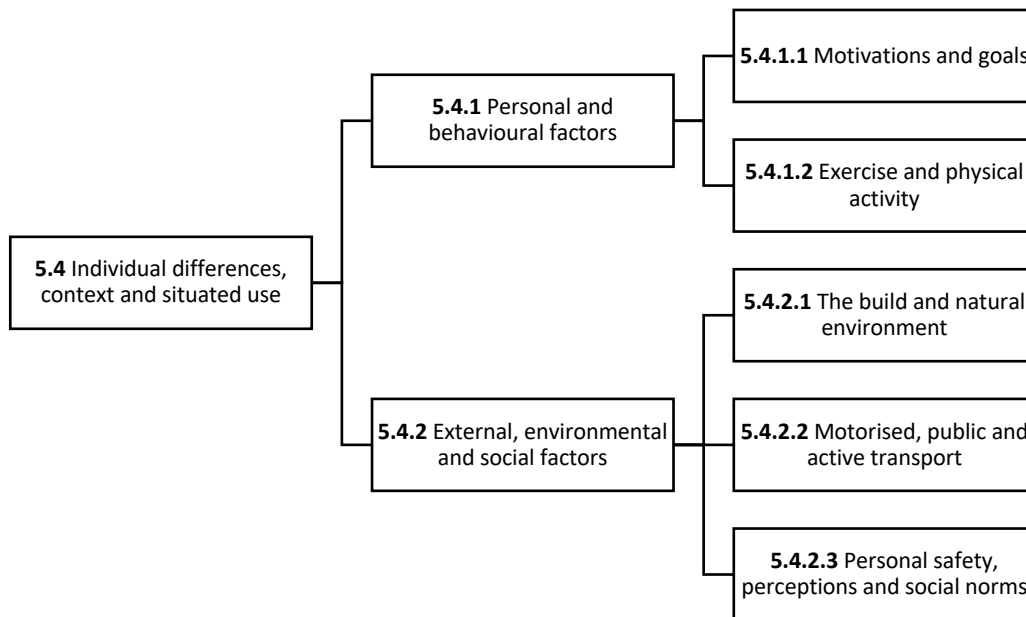 5.4 Individual differences,
context and situated use
5.4.1 Personal and
behavioural factors
5.4.1.1 Motivations and goals
5.4.1.2 Exercise and physical
activity
5.4.2 External, environmental
and social factors
5.4.2.1 The build and natural
environment
5.4.2.2 Motorised, public and
active transport
5.4.2.3 Personal safety,
perceptions and social norms